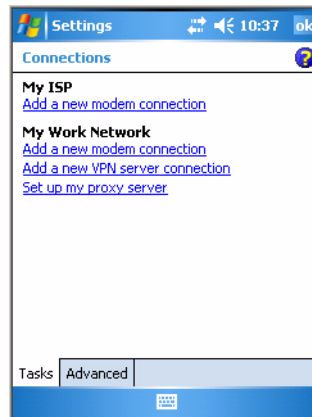 Settings 10:37 ok
Connections ?
My ISP
Add a new modem connection
My Work Network
Add a new modem connection
Add a new VPN server connection
Set up my proxy server
Tasks Advanced